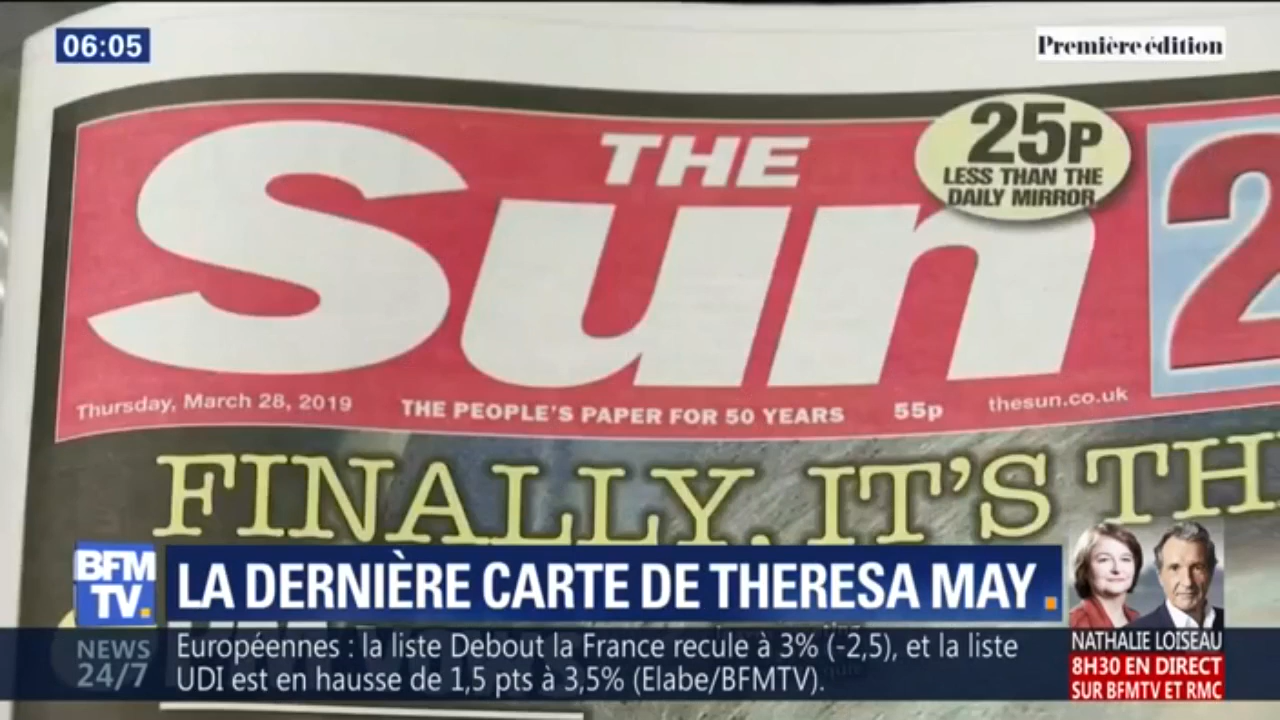 06:05
Première édition
THE
Sun
25P
LESS THAN THE
DAILY MIRROR
2
Thursday, March 28, 2019
THE PEOPLE'S PAPER FOR 50 YEARS
55p
thesun.co.uk
FINALLY, IT'S TH
BFM
TV.
LA DERNIÈRE CARTE DE THERESA MAY
NEWS
24/7
Européennes : la liste Debout la France recule à 3% (-2,5), et la liste
UDI est en hausse de 1,5 pts à 3,5% (Elabe/BFMTV).
NATHALIE LOISEAU
8H30 EN DIRECT
SUR BFMTV ET RMC